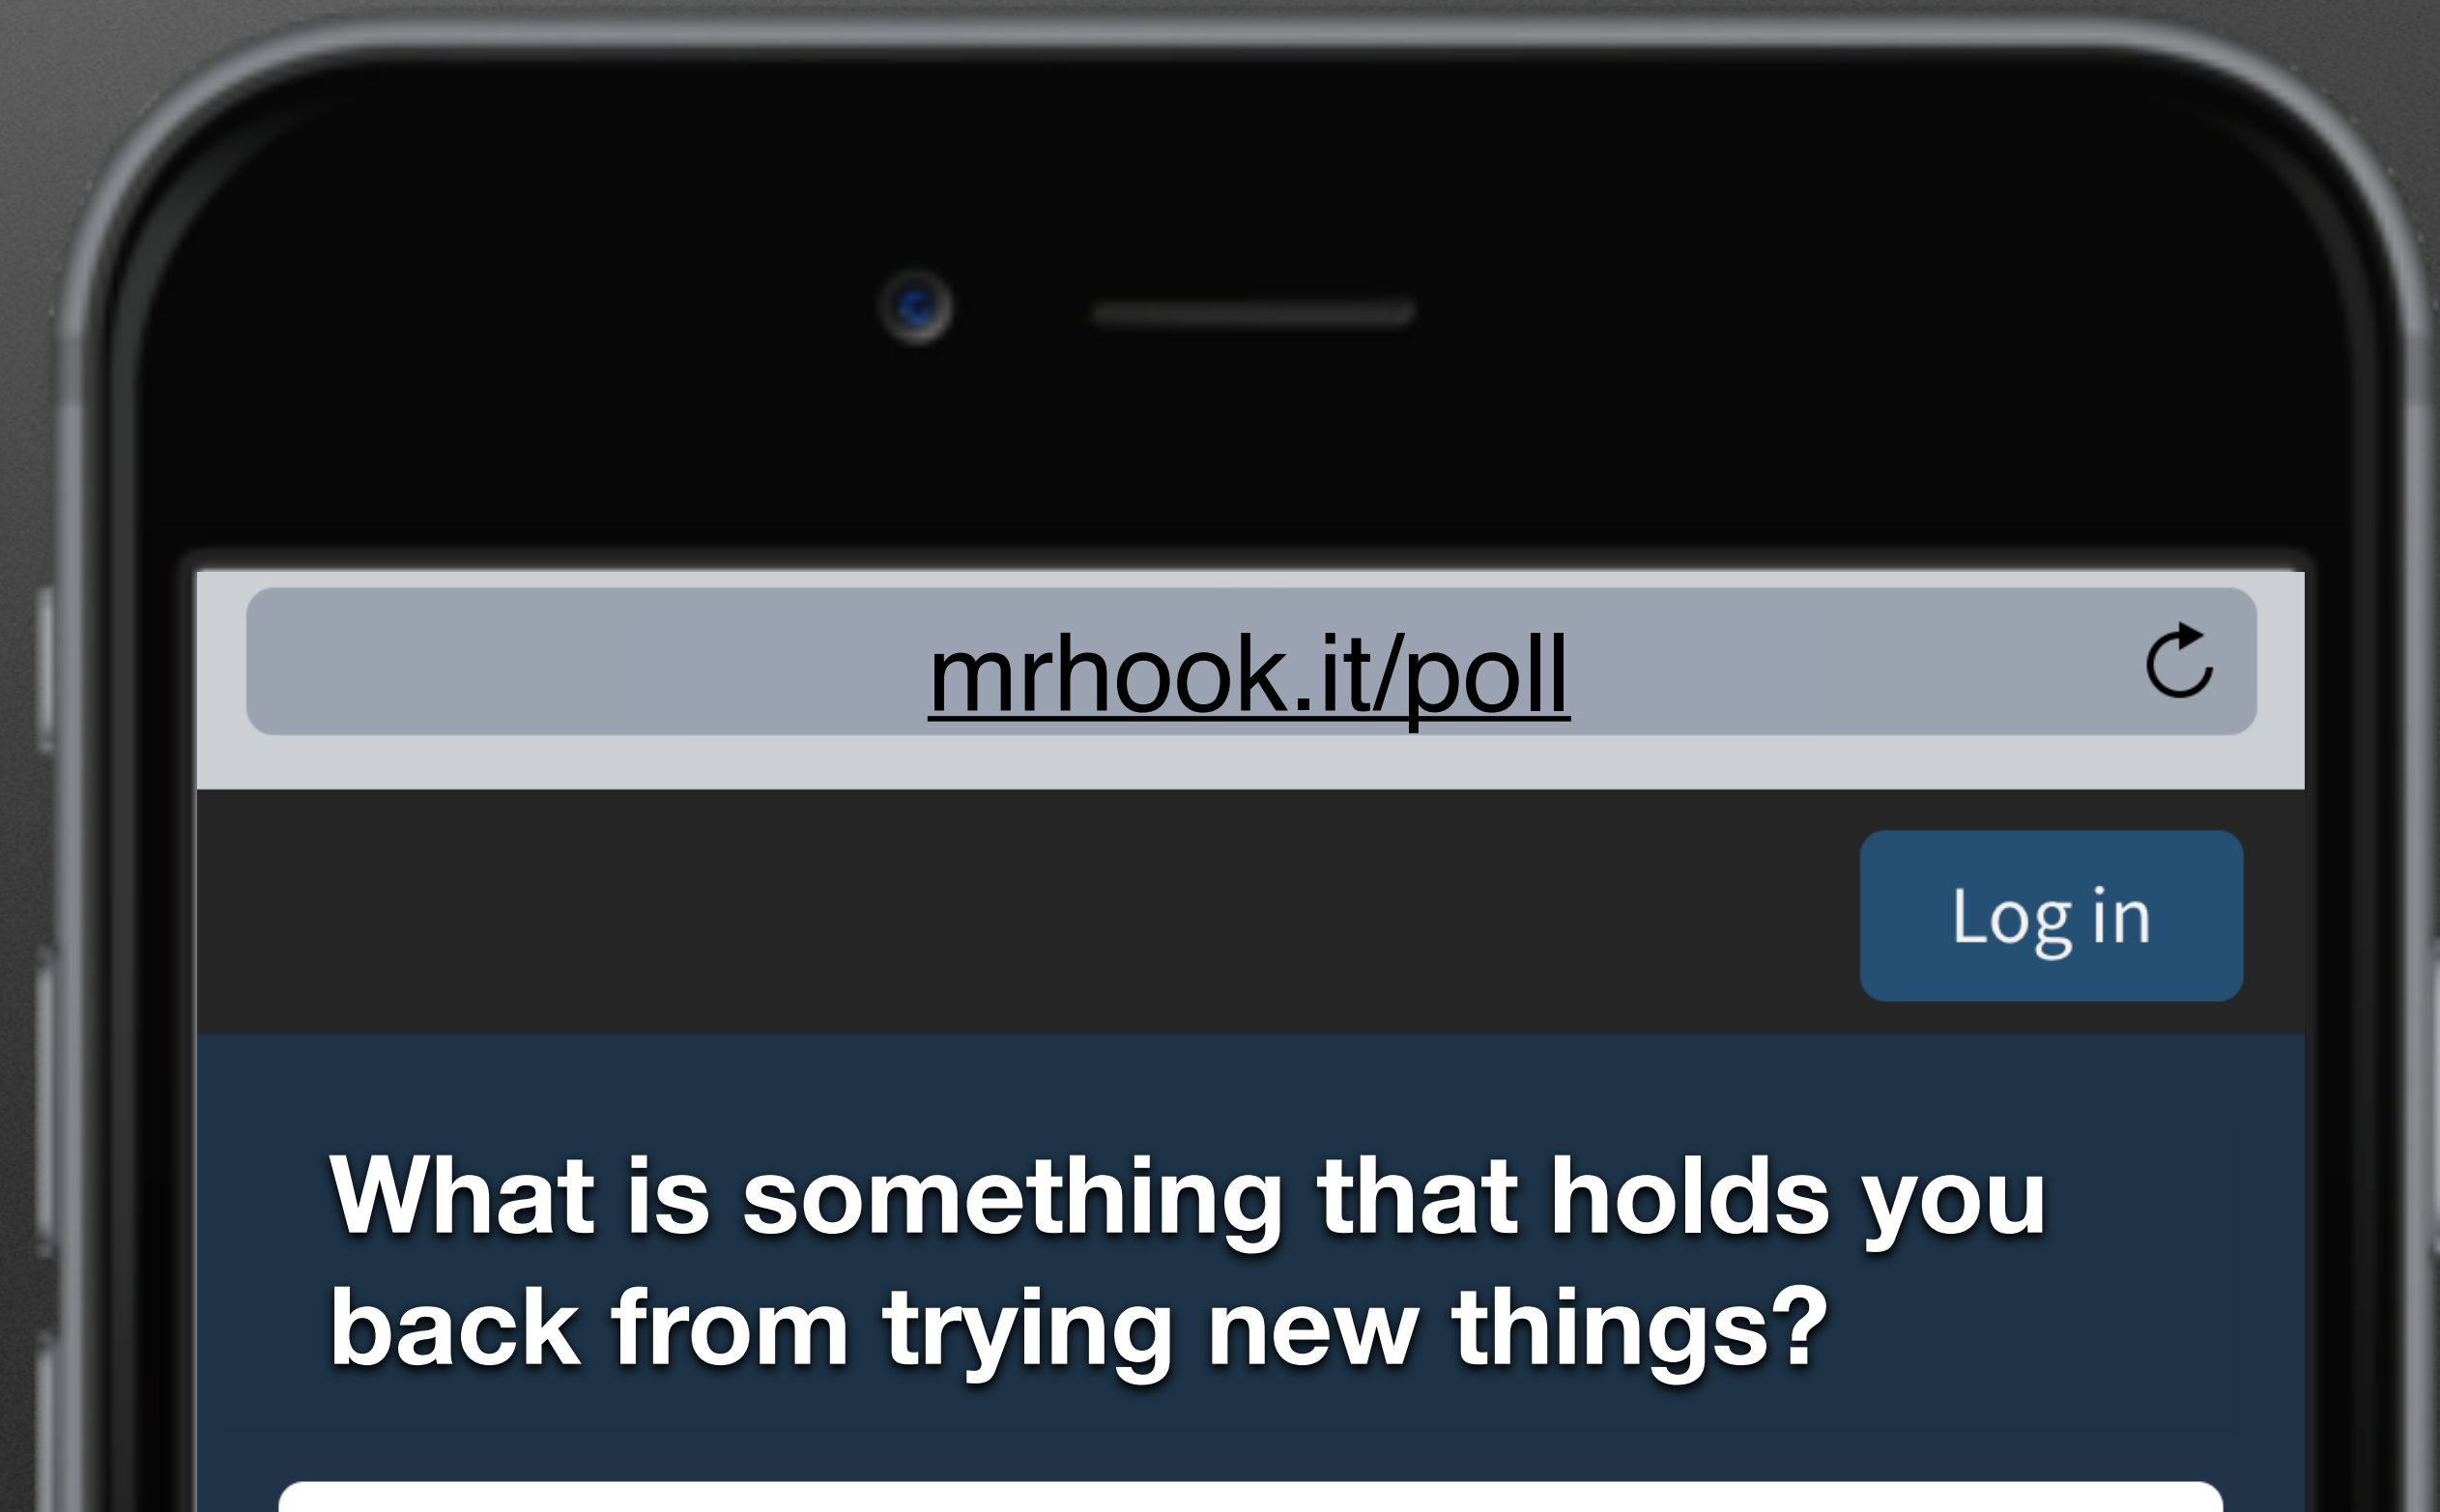 mrhook.it/poll
Log in
What is something that holds you
back from trying new things?